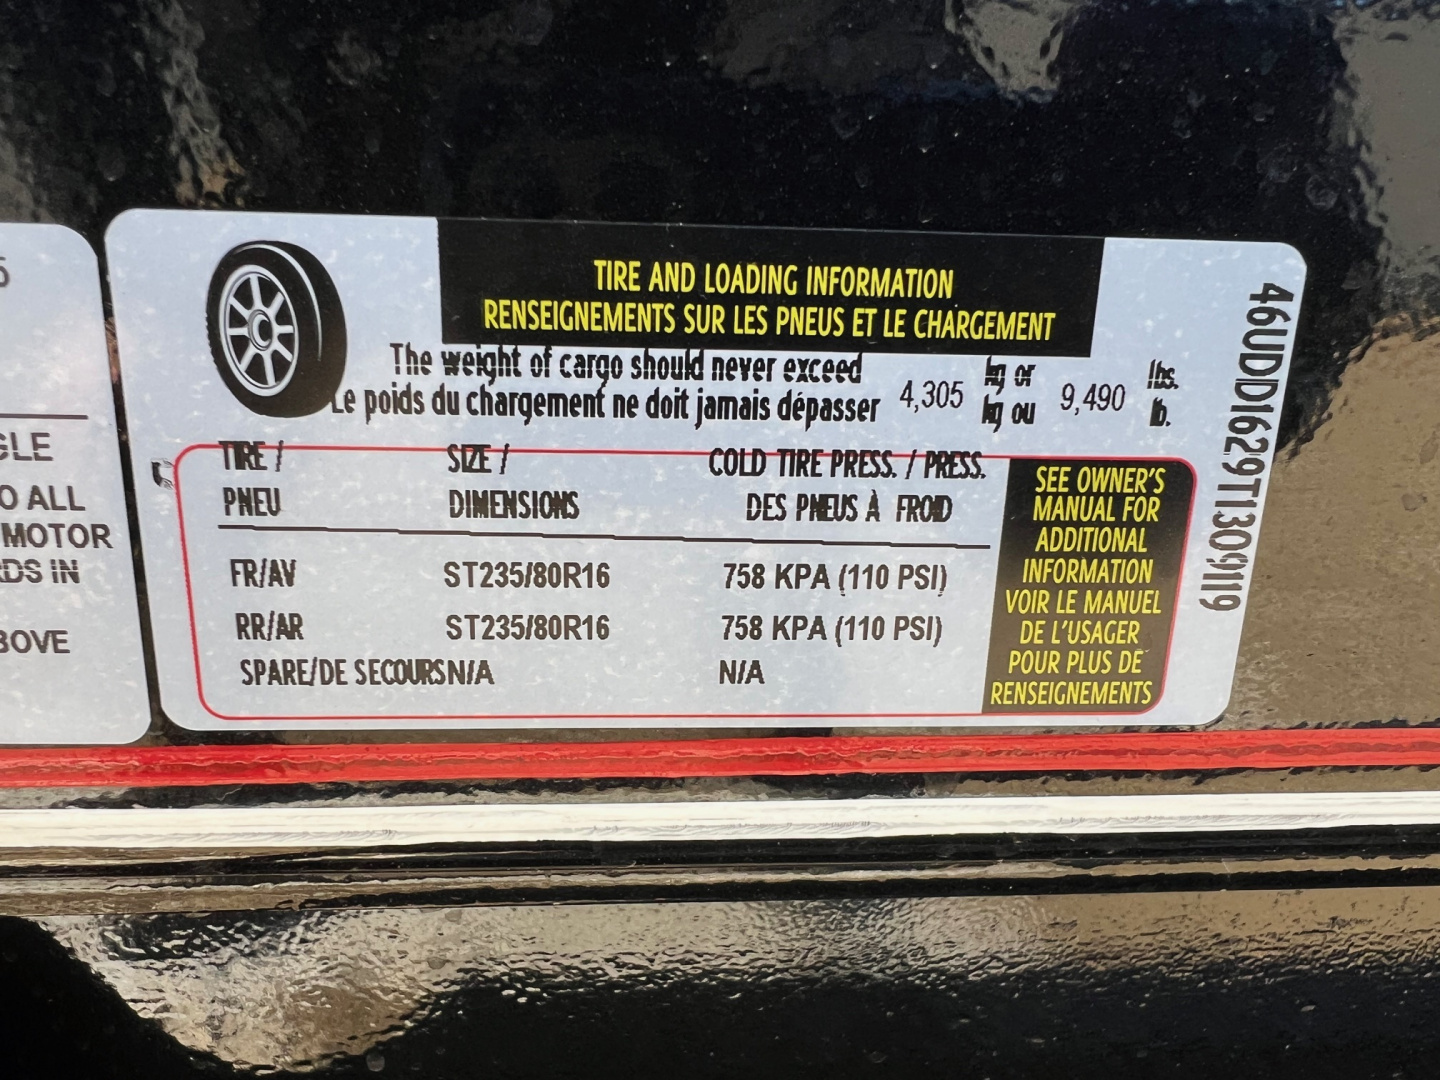 TIRE AND LOADING INFORMATION
RENSEIGNEMENTS SUR LES PNEUS ET LE CHARGEMENT
The weight of cargo should never exceed 4,305 kg or 9,490 lbs.
Le poids du chargement ne doit jamais dépasser kg ou lb.
TIRE / SIZE / COLD TIRE PRESS. / PRESS.
PNEU DIMENSIONS DES PNEUS À FROID
FR/AV ST235/80R16 758 KPA (110 PSI)
RR/AR ST235/80R16 758 KPA (110 PSI)
SPARE/DE SECOURS N/A N/A
SEE OWNER'S
MANUAL FOR
ADDITIONAL
INFORMATION
VOIR LE MANUEL
DE L'USAGER
POUR PLUS DE
RENSEIGNEMENTS
46UDD1629T1309119
GLE
O ALL
MOTOR
RDS IN
BOVE